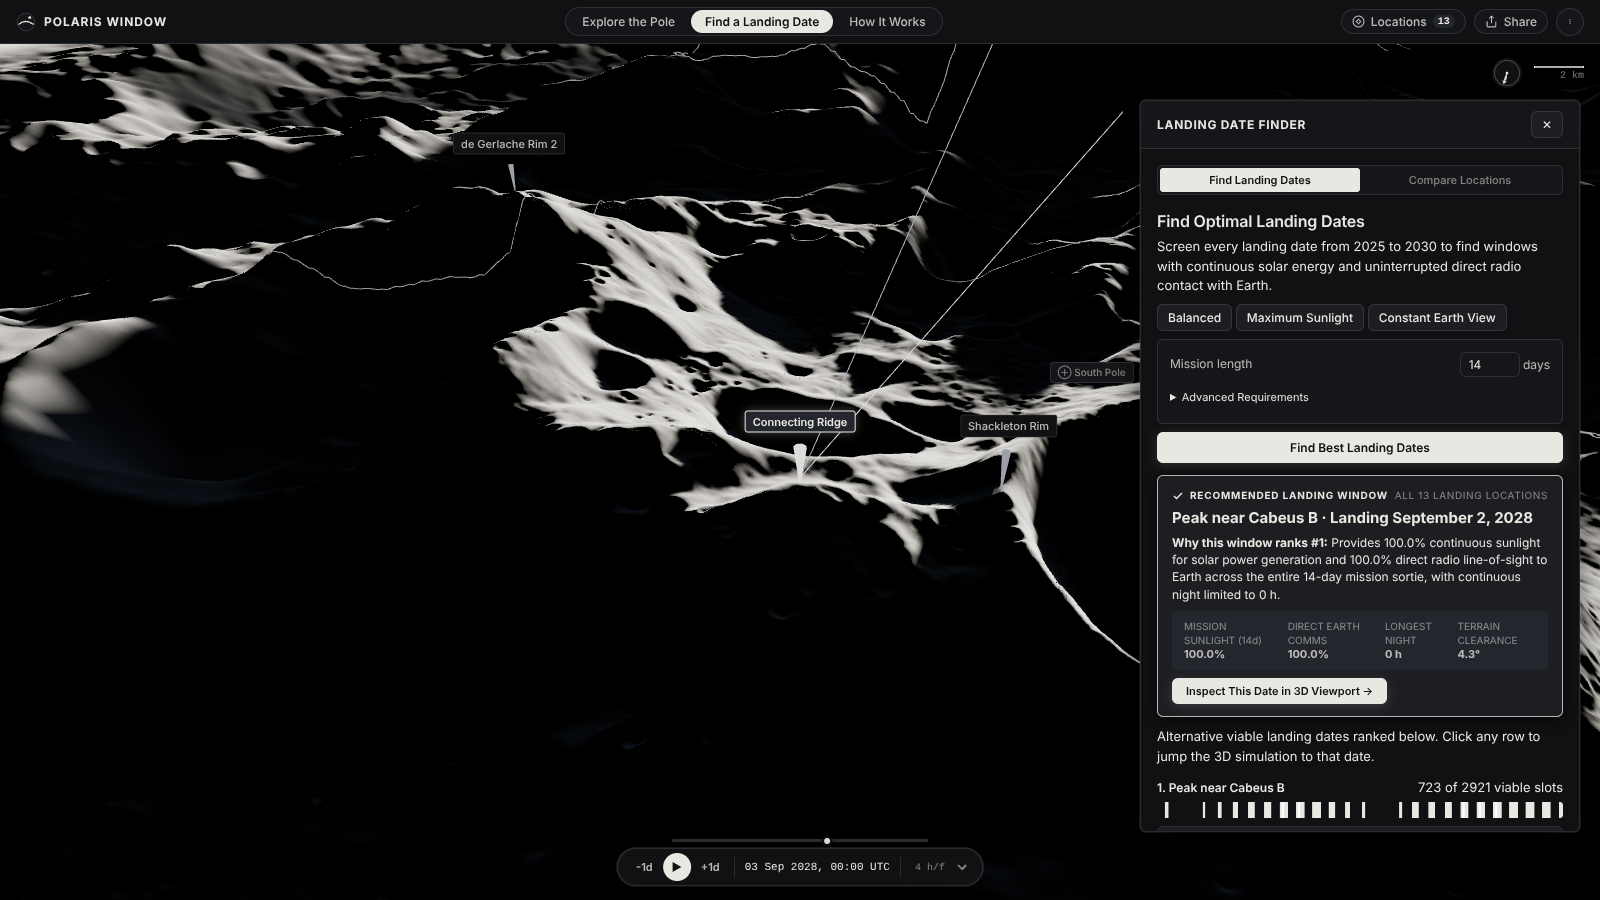 POLARIS WINDOW
Explore the Pole
Find a Landing Date
How It Works
Locations 13
Share
2 km
de Gerlache Rim 2
South Pole
Connecting Ridge
Shackleton Rim
LANDING DATE FINDER
Find Landing Dates
Compare Locations
Find Optimal Landing Dates
Screen every landing date from 2025 to 2030 to find windows
with continuous solar energy and uninterrupted direct radio
contact with Earth.
Balanced
Maximum Sunlight
Constant Earth View
Mission length
14 days
Advanced Requirements
Find Best Landing Dates
RECOMMENDED LANDING WINDOW
ALL 13 LANDING LOCATIONS
Peak near Cabeus B · Landing September 2, 2028
Why this window ranks #1: Provides 100.0% continuous sunlight
for solar power generation and 100.0% direct radio line-of-sight to
Earth across the entire 14-day mission sortie, with continuous
night limited to 0 h.
MISSION
SUNLIGHT (14d)
100.0%
DIRECT EARTH
COMMS
100.0%
LONGEST
NIGHT
0 h
TERRAIN
CLEARANCE
4.3°
Inspect This Date in 3D Viewport →
Alternative viable landing dates ranked below. Click any row to
jump the 3D simulation to that date.
1. Peak near Cabeus B
723 of 2921 viable slots
-1d
+1d
03 Sep 2028, 00:00 UTC
4 h/f